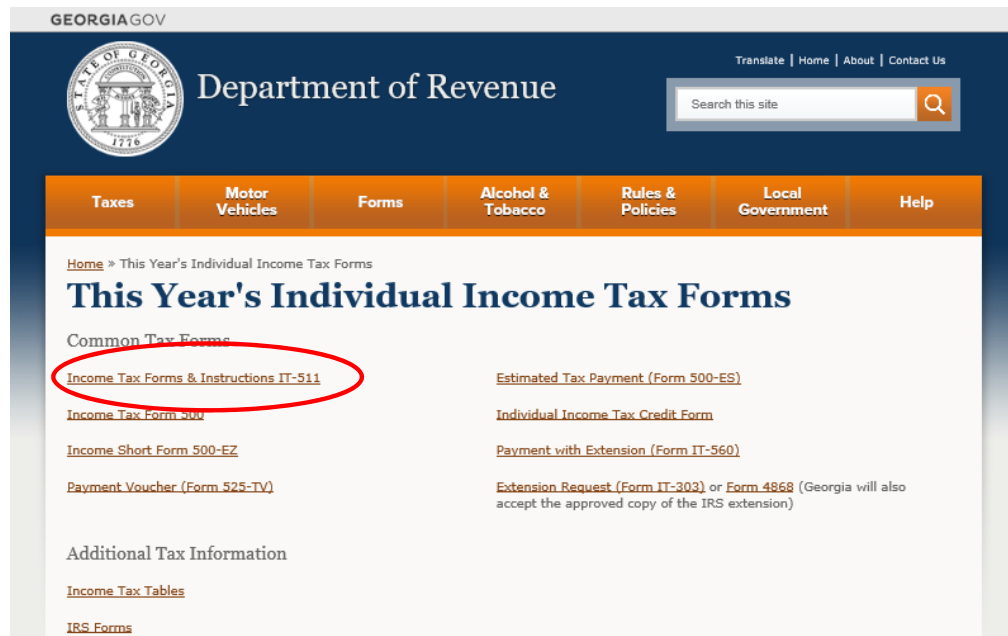 GEORGIAGOV
STATE OF GEORGIA
CONSTITUTION
1776
Department of Revenue
Translate | Home | About | Contact Us
Search this site
Taxes
Motor
Vehicles
Forms
Alcohol &
Tobacco
Rules &
Policies
Local
Government
Help
Home » This Year's Individual Income Tax Forms
This Year's Individual Income Tax Forms
Common Tax Forms
Income Tax Forms & Instructions IT-511
Income Tax Form 500
Income Short Form 500-EZ
Payment Voucher (Form 525-TV)
Estimated Tax Payment (Form 500-ES)
Individual Income Tax Credit Form
Payment with Extension (Form IT-560)
Extension Request (Form IT-303) or Form 4868 (Georgia will also
accept the approved copy of the IRS extension)
Additional Tax Information
Income Tax Tables
IRS Forms